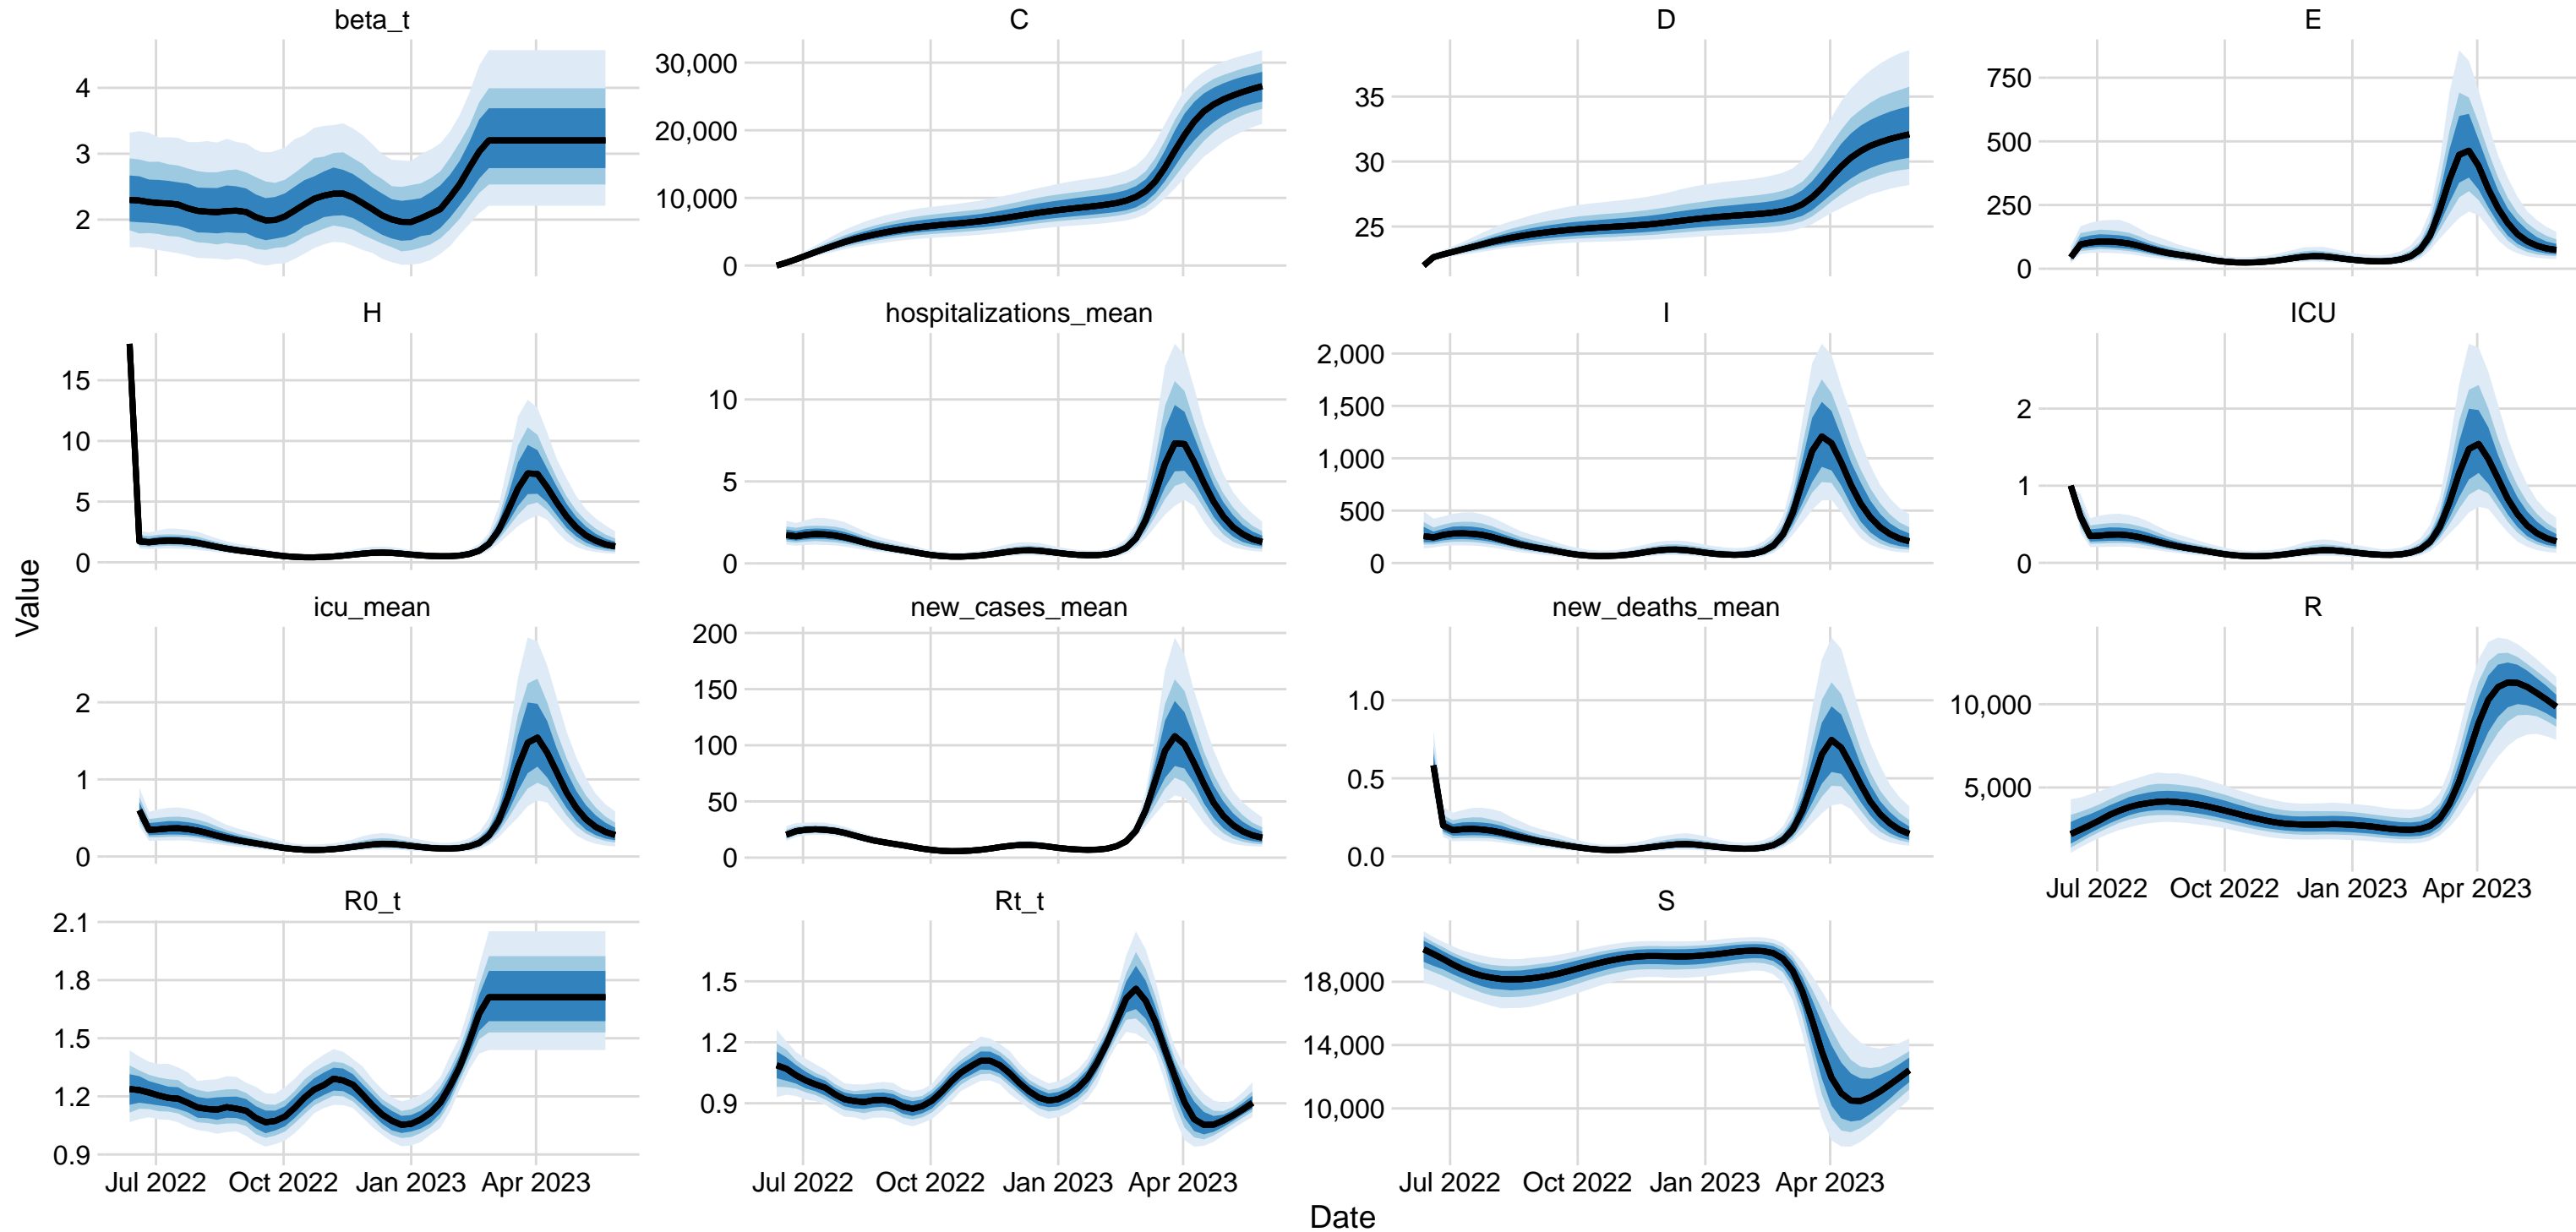 beta_t
C
D
E
4
3
2
30,000
20,000
10,000
0
35
30
25
750
500
250
0
H
hospitalizations_mean
I
ICU
15
10
5
0
10
5
0
2,000
1,500
1,000
500
0
2
1
0
Value
icu_mean
new_cases_mean
new_deaths_mean
R
2
1
0
200
150
100
50
0
1.0
0.5
0.0
10,000
5,000
Jul 2022 Oct 2022 Jan 2023 Apr 2023
R0_t
Rt_t
S
2.1
1.8
1.5
1.2
0.9
1.5
1.2
0.9
18,000
14,000
10,000
Jul 2022 Oct 2022 Jan 2023 Apr 2023
Jul 2022 Oct 2022 Jan 2023 Apr 2023
Jul 2022 Oct 2022 Jan 2023 Apr 2023
Date